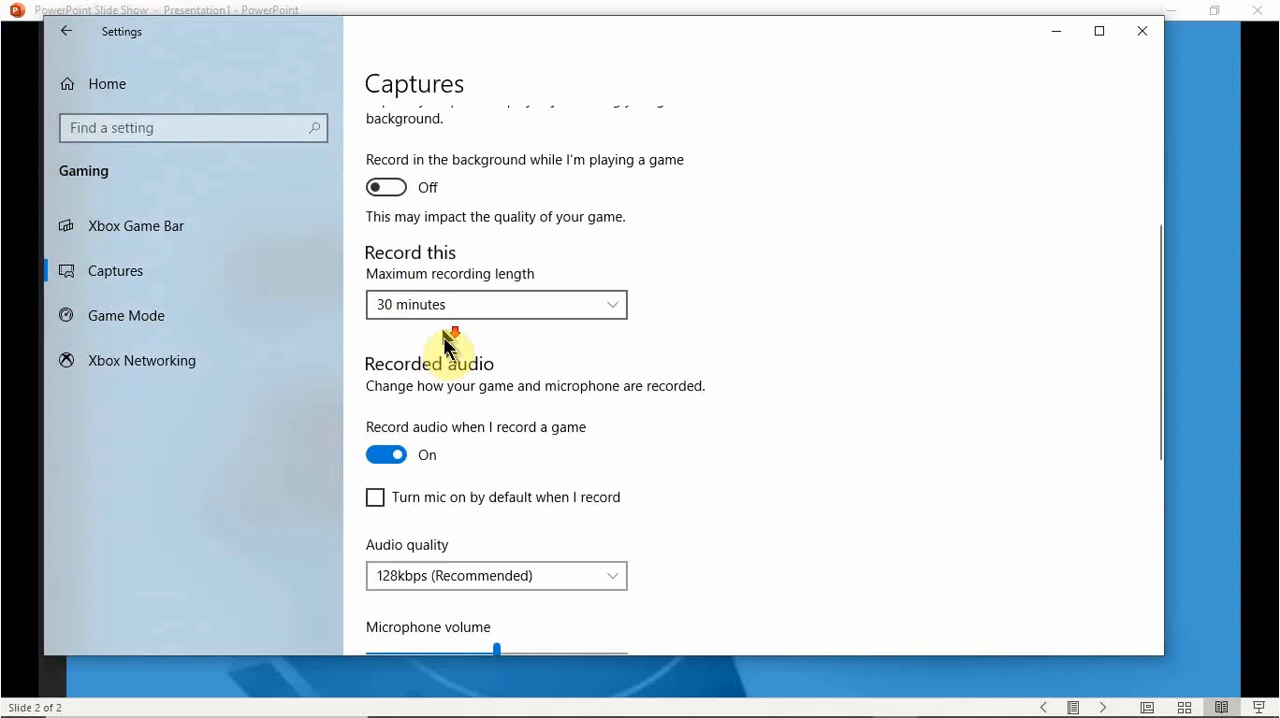 PowerPoint Slide Show - Presentation1 - PowerPoint
Settings
Home
Find a setting
Gaming
Xbox Game Bar
Captures
Game Mode
Xbox Networking
Captures
background.
Record in the background while I'm playing a game
Off
This may impact the quality of your game.
Record this
Maximum recording length
30 minutes
Recorded audio
Change how your game and microphone are recorded.
Record audio when I record a game
On
Turn mic on by default when I record
Audio quality
128kbps (Recommended)
Microphone volume
Slide 2 of 2